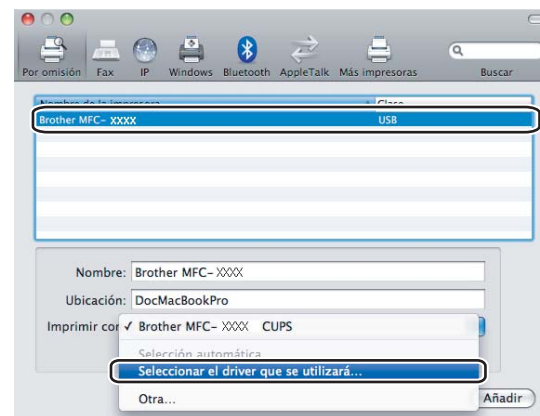 Por omisión Fax IP Windows Bluetooth AppleTalk Más impresoras Buscar
Nombre de la impresora Clase
Brother MFC- XXXX USB
Nombre: Brother MFC- XXXX
Ubicación: DocMacBookPro
Imprimir con ✓ Brother MFC- XXXX CUPS
Selección automática
Seleccionar el driver que se utilizará...
Otra...
Añadir